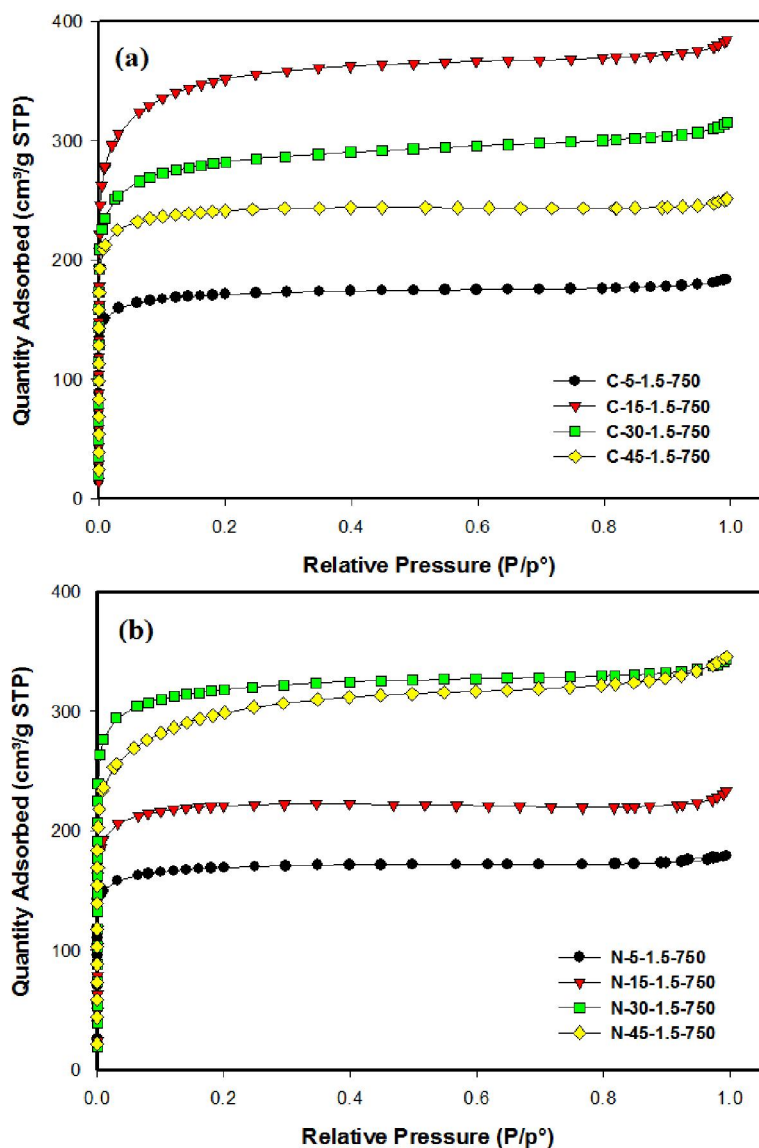 (a)
400
300
200
100
0
Quantity Adsorbed (cm³/g STP)
C-5-1.5-750
C-15-1.5-750
C-30-1.5-750
C-45-1.5-750
0.0 0.2 0.4 0.6 0.8 1.0
Relative Pressure (P/p°)
(b)
400
300
200
100
0
Quantity Adsorbed (cm³/g STP)
N-5-1.5-750
N-15-1.5-750
N-30-1.5-750
N-45-1.5-750
0.0 0.2 0.4 0.6 0.8 1.0
Relative Pressure (P/p°)